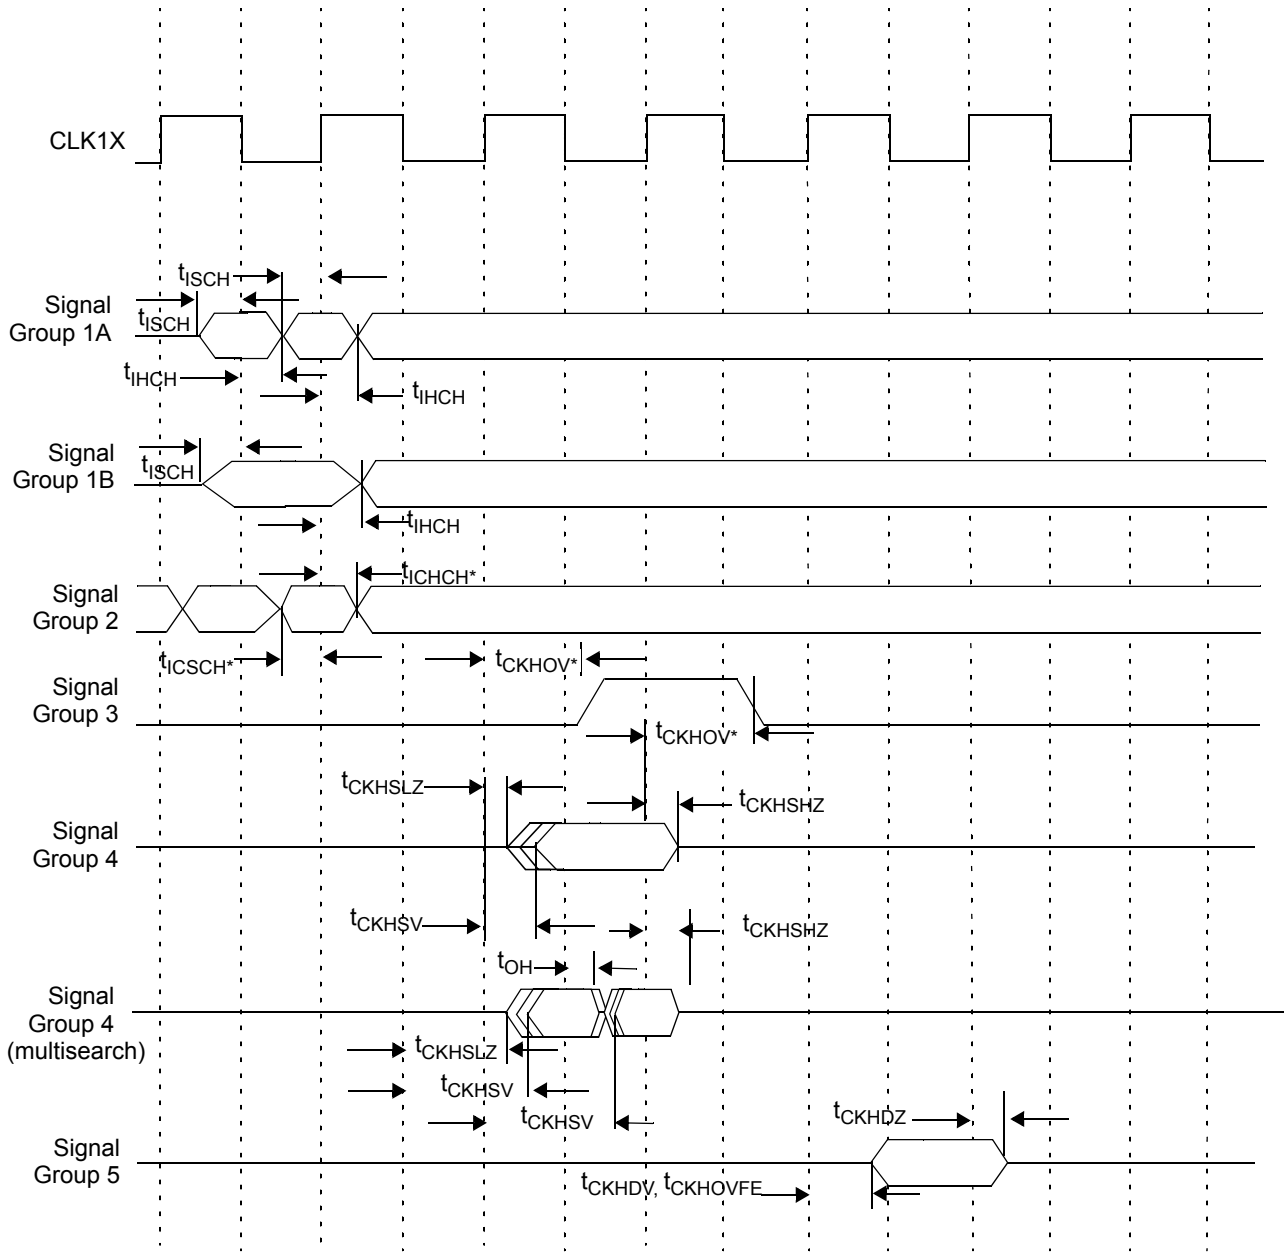 CLK1X
tISCH
Signal
Group 1A
tISCH
tIHCH
tIHCH
Signal
Group 1B
tISCH
tIHCH
tICHCH*
Signal
Group 2
tICSCH*
tCKHOV*
Signal
Group 3
tCKHOV*
tCKHSLZ
tCKHSHZ
Signal
Group 4
tCKHSV
tCKHSHZ
tOH
Signal
Group 4
(multisearch)
tCKHSLZ
tCKHSV
tCKHSV
tCKHDZ
Signal
Group 5
tCKHDV, tCKHOVFE